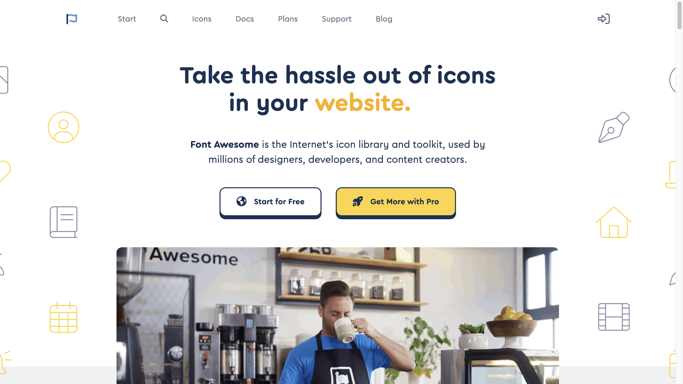 Start Icons Docs Plans Support Blog
Take the hassle out of icons
in your website.
Font Awesome is the Internet's icon library and toolkit, used by
millions of designers, developers, and content creators.
Start for Free Get More with Pro
Awesome